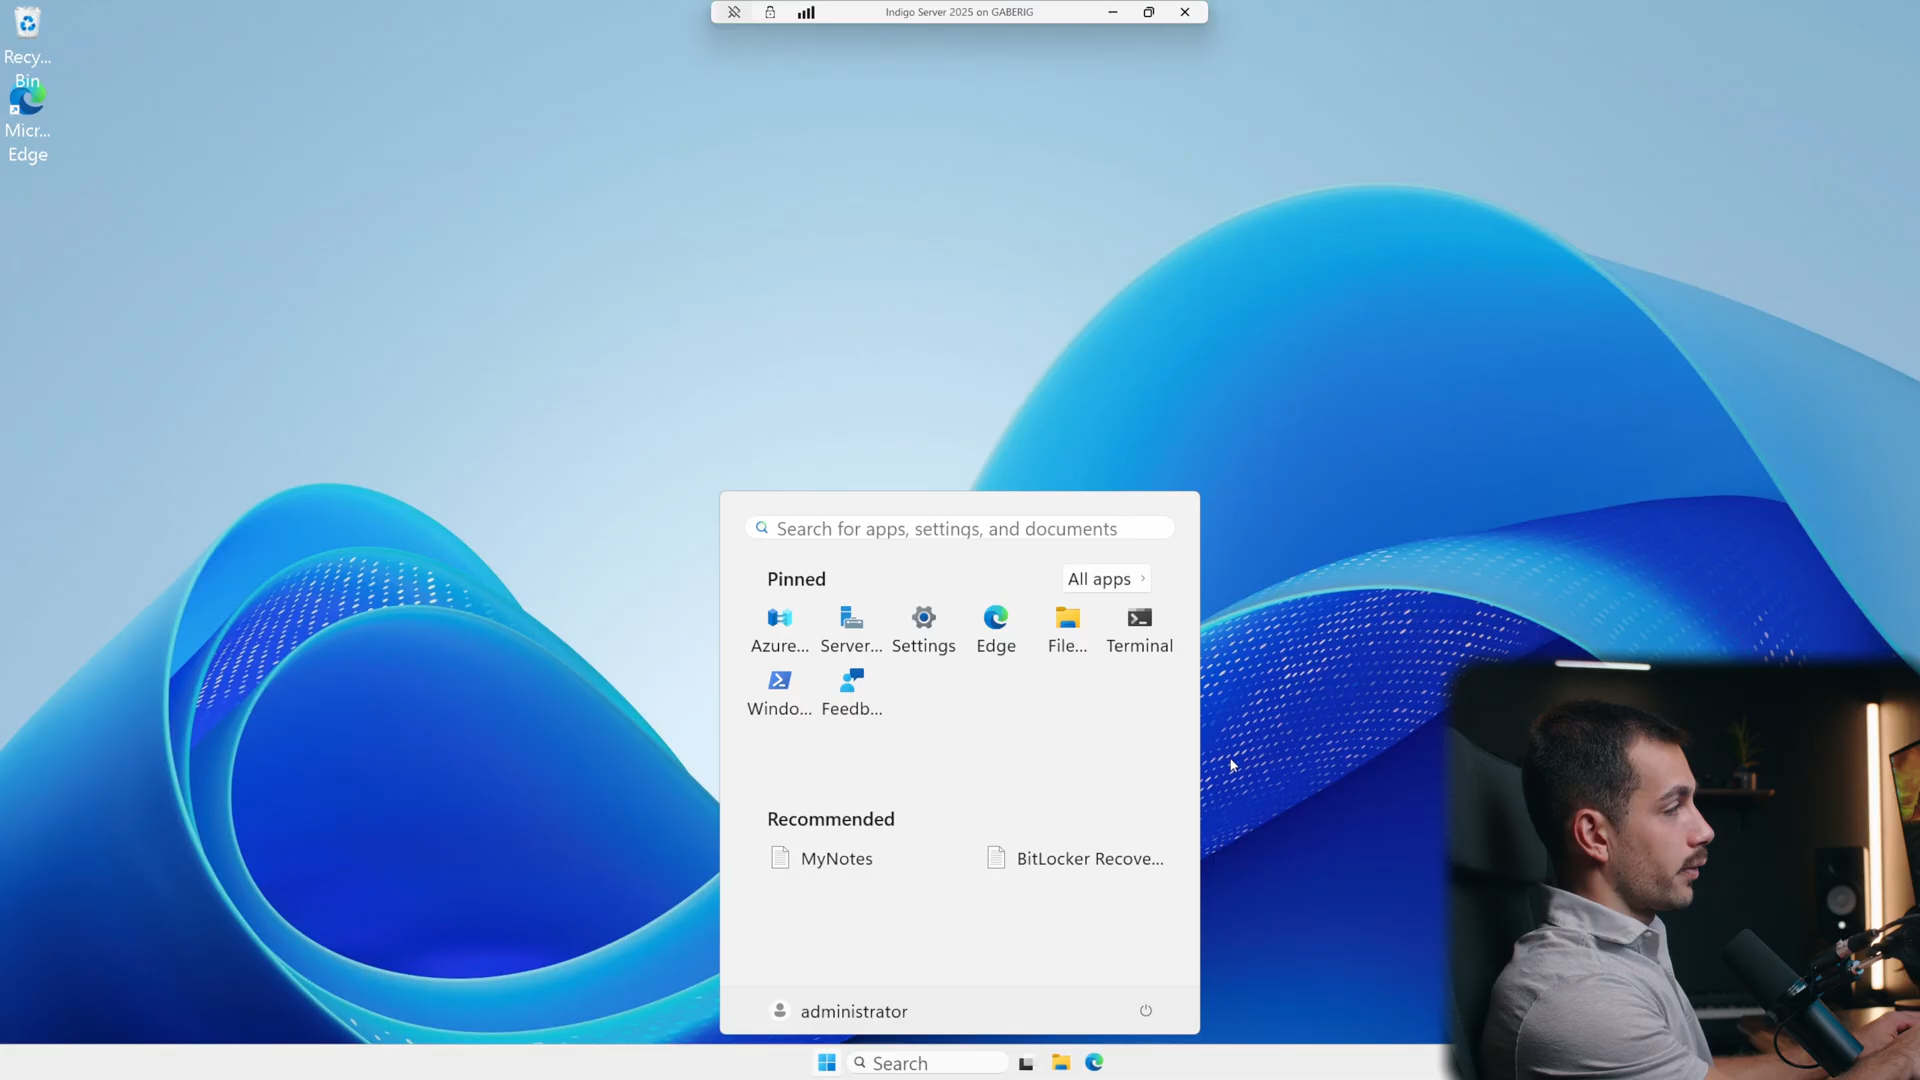 Indigo Server 2025 on GABERIG
Recy...
Bin
Micr...
Edge
Search for apps, settings, and documents
Pinned
All apps
Azure...
Server...
Settings
Edge
File...
Terminal
Windo...
Feedb...
Recommended
MyNotes
BitLocker Recove...
administrator
Search